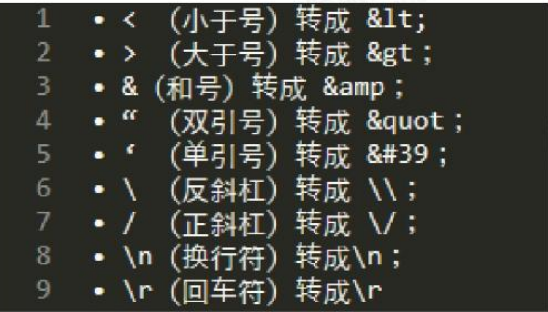 1 • < （小于号）转成 &lt;
2 • > （大于号）转成 &gt；
3 • & （和号）转成 &amp；
4 • “ （双引号）转成 &quot；
5 • ‘ （单引号）转成 &#39；
6 • \ （反斜杠）转成 \\；
7 • / （正斜杠）转成 \/；
8 • \n（换行符）转成\n；
9 • \r（回车符）转成\r